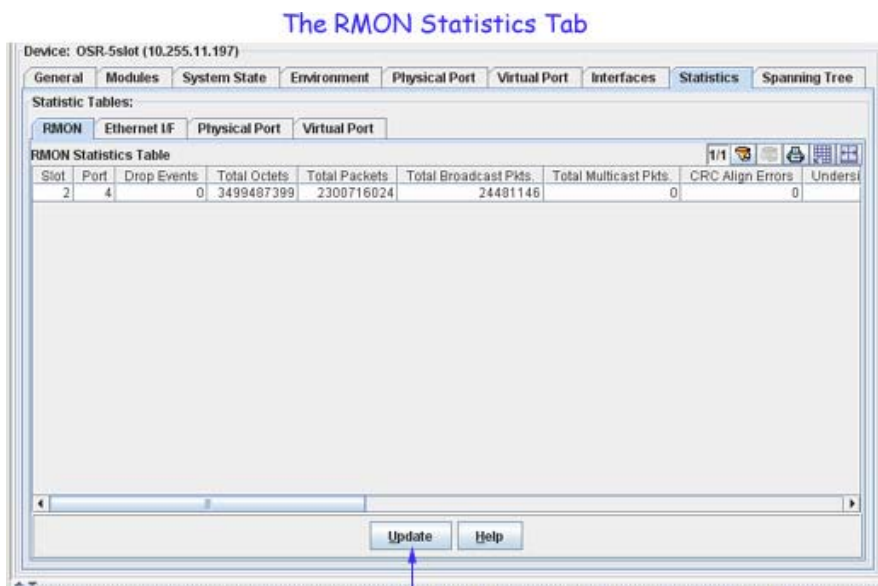 The RMON Statistics Tab
Device: OSR-5slot (10.255.11.197)
General Modules System State Environment Physical Port Virtual Port Interfaces Statistics Spanning Tree
Statistic Tables:
RMON Ethernet I/F Physical Port Virtual Port
RMON Statistics Table 1/1
Slot Port Drop Events Total Octets Total Packets Total Broadcast Pkts. Total Multicast Pkts. CRC Align Errors Undersi
2 4 0 3499487399 2300716024 24481146 0 0
Update Help